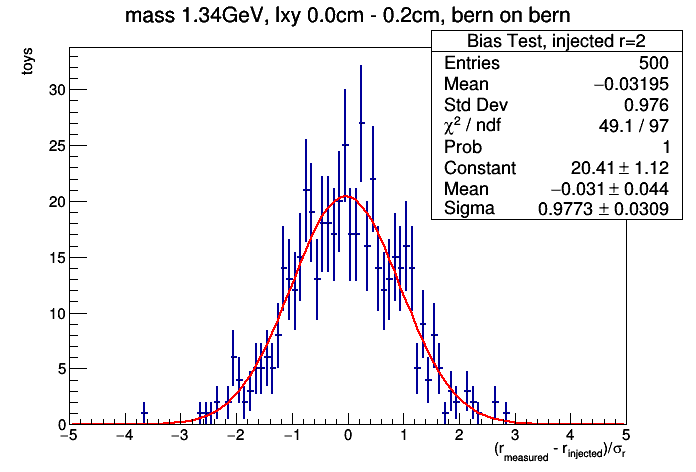 mass 1.34GeV, lxy 0.0cm - 0.2cm, bern on bern
Bias Test, injected r=2
Entries 500
Mean −0.03195
Std Dev 0.976
χ² / ndf 49.1 / 97
Prob 1
Constant 20.41 ± 1.12
Mean −0.031 ± 0.044
Sigma 0.9773 ± 0.0309
toys
30
25
20
15
10
5
0
−5 −4 −3 −2 −1 0 1 2 3 4 5
(r_measured - r_injected)/σ_r